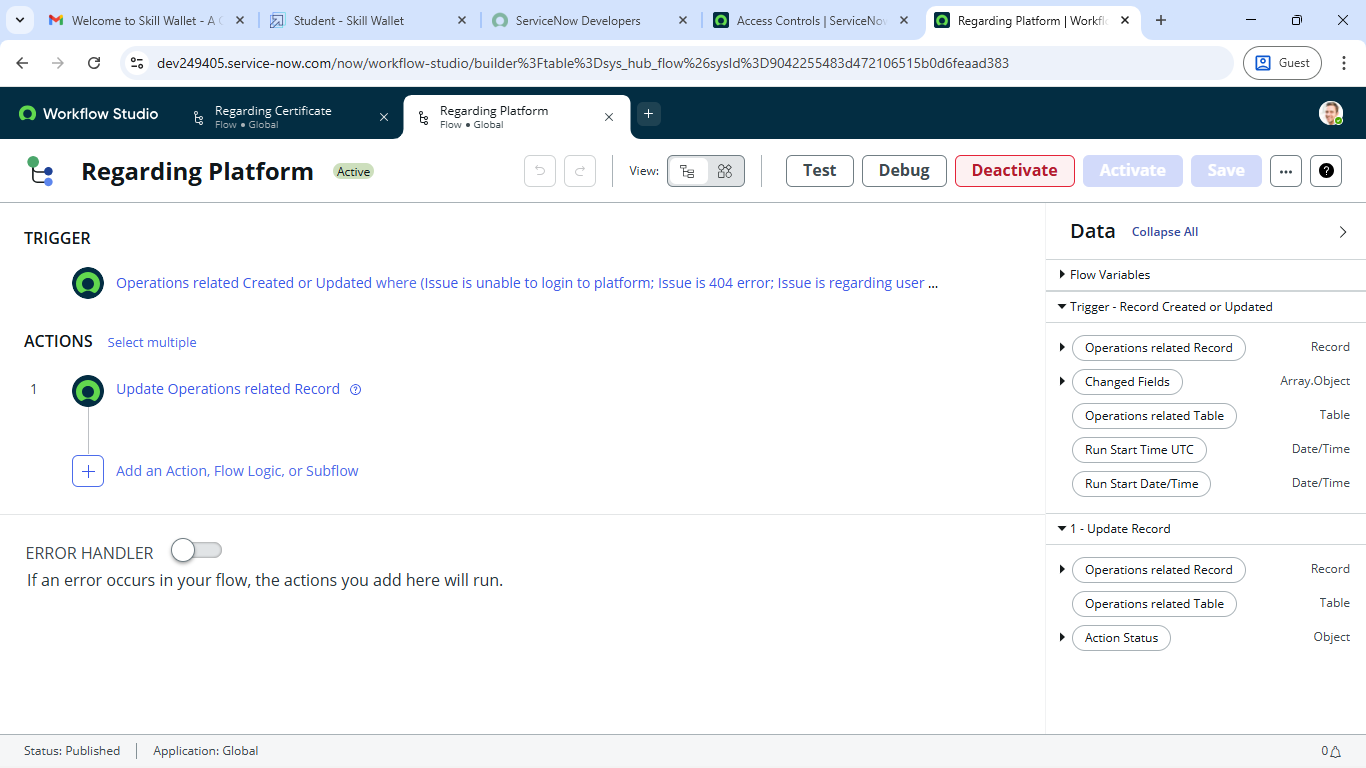 Welcome to Skill Wallet - A C
Student - Skill Wallet
ServiceNow Developers
Access Controls | ServiceNow
Regarding Platform | Workflo
dev249405.service-now.com/now/workflow-studio/builder%3Ftable%3Dsys_hub_flow%26sysId%3D9042255483d472106515b0d6feaad383
Guest
Workflow Studio
Regarding Certificate
Flow • Global
Regarding Platform
Flow • Global
Regarding Platform
Active
View:
Test
Debug
Deactivate
Activate
Save
...
TRIGGER
Operations related Created or Updated where (Issue is unable to login to platform; Issue is 404 error; Issue is regarding user ...
ACTIONS
Select multiple
1
Update Operations related Record
Add an Action, Flow Logic, or Subflow
ERROR HANDLER
If an error occurs in your flow, the actions you add here will run.
Data
Collapse All
Flow Variables
Trigger - Record Created or Updated
Operations related Record Record
Changed Fields Array.Object
Operations related Table Table
Run Start Time UTC Date/Time
Run Start Date/Time Date/Time
1 - Update Record
Operations related Record Record
Operations related Table Table
Action Status Object
Status: Published
Application: Global
0